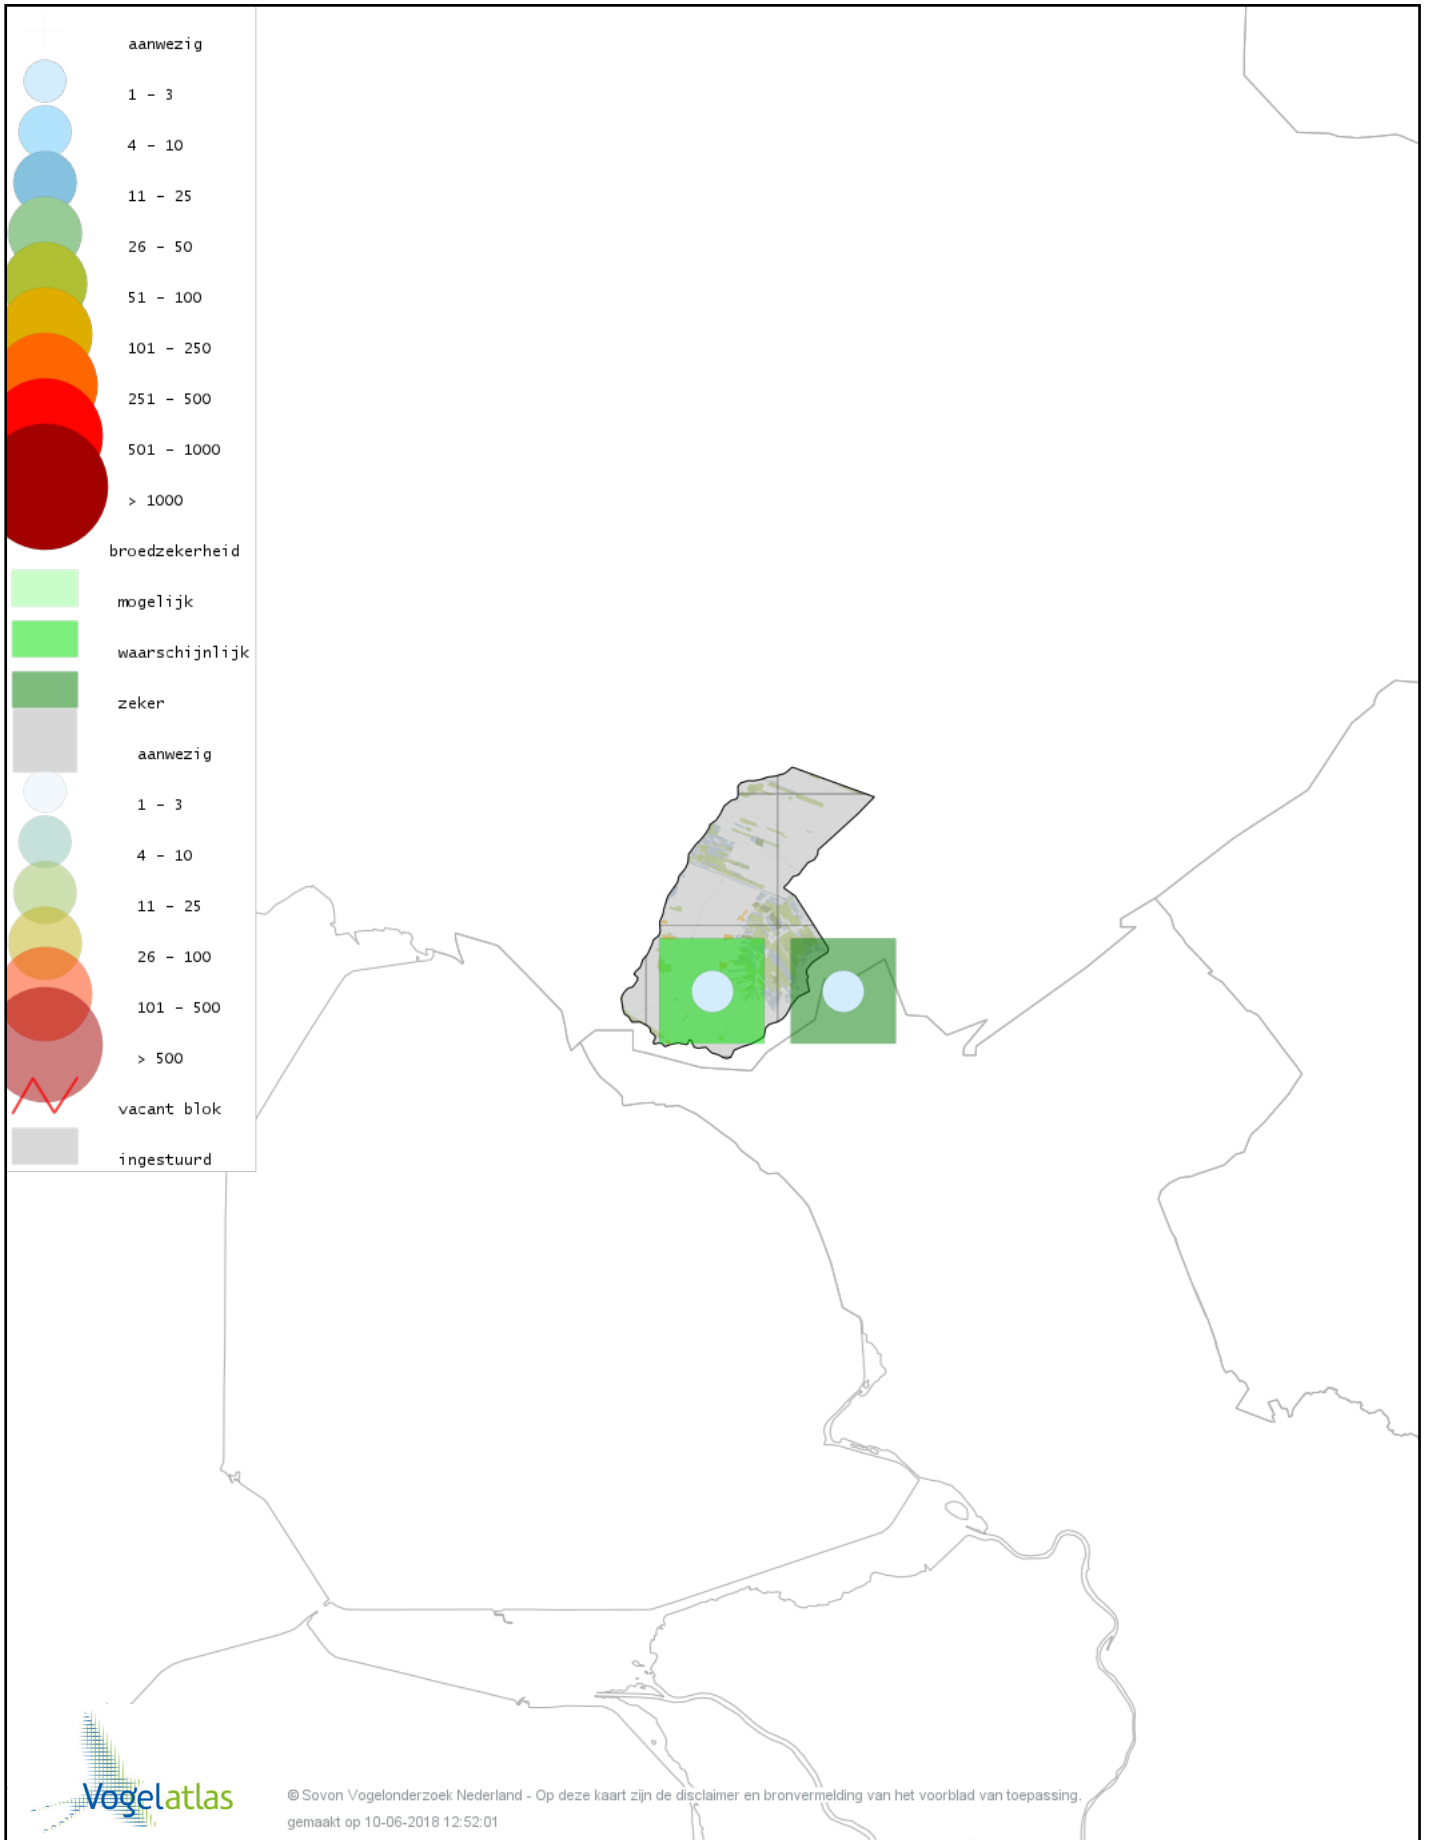 aanwezig
1 - 3
4 - 10
11 - 25
26 - 50
51 - 100
101 - 250
251 - 500
501 - 1000
> 1000
broedzekerheid
mogelijk
waarschijnlijk
zeker
aanwezig
1 - 3
4 - 10
11 - 25
26 - 100
101 - 500
> 500
vacant blok
ingestuurd
Vogelatlas
© Sovon Vogelonderzoek Nederland - Op deze kaart zijn de disclaimer en bronvermelding van het voorblad van toepassing.
gemaakt op 10-06-2018 12:52:01